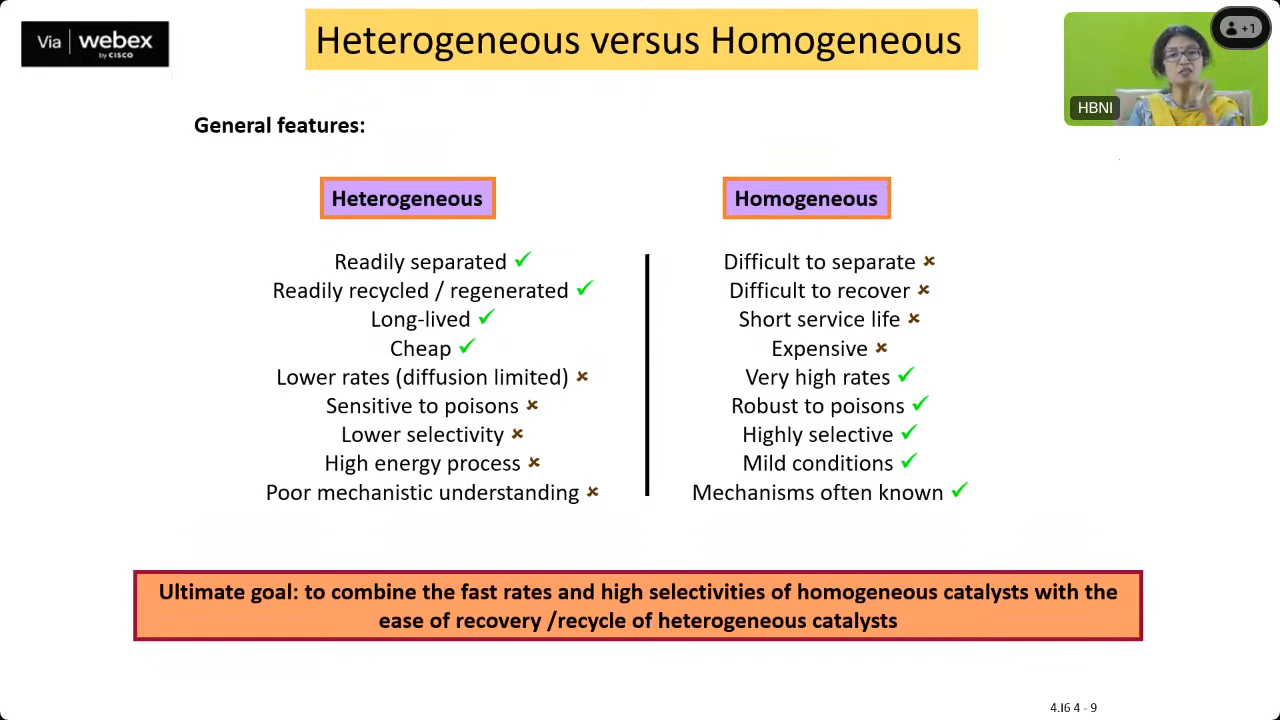 Via webex
by CISCO
Heterogeneous versus Homogeneous
+1
HBNI
General features:
Heterogeneous
Readily separated ✓
Readily recycled / regenerated ✓
Long-lived ✓
Cheap ✓
Lower rates (diffusion limited) ×
Sensitive to poisons ×
Lower selectivity ×
High energy process ×
Poor mechanistic understanding ×
Homogeneous
Difficult to separate ×
Difficult to recover ×
Short service life ×
Expensive ×
Very high rates ✓
Robust to poisons ✓
Highly selective ✓
Mild conditions ✓
Mechanisms often known ✓
Ultimate goal: to combine the fast rates and high selectivities of homogeneous catalysts with the
ease of recovery /recycle of heterogeneous catalysts
4.I6 4 - 9